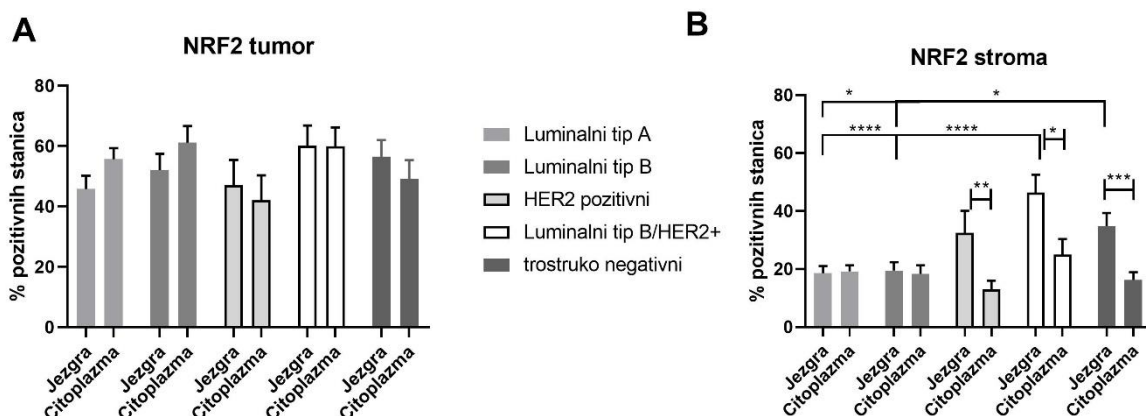 A
NRF2 tumor
% pozitivnih stanica
80
60
40
20
0
Jezgra
Citoplazma
Jezgra
Citoplazma
Jezgra
Citoplazma
Jezgra
Citoplazma
Jezgra
Citoplazma
Luminalni tip A
Luminalni tip B
HER2 pozitivni
Luminalni tip B/HER2+
trostruko negativni
B
NRF2 stroma
% pozitivnih stanica
80
60
40
20
0
* *
**** **** *
** ***
Jezgra
Citoplazma
Jezgra
Citoplazma
Jezgra
Citoplazma
Jezgra
Citoplazma
Jezgra
Citoplazma